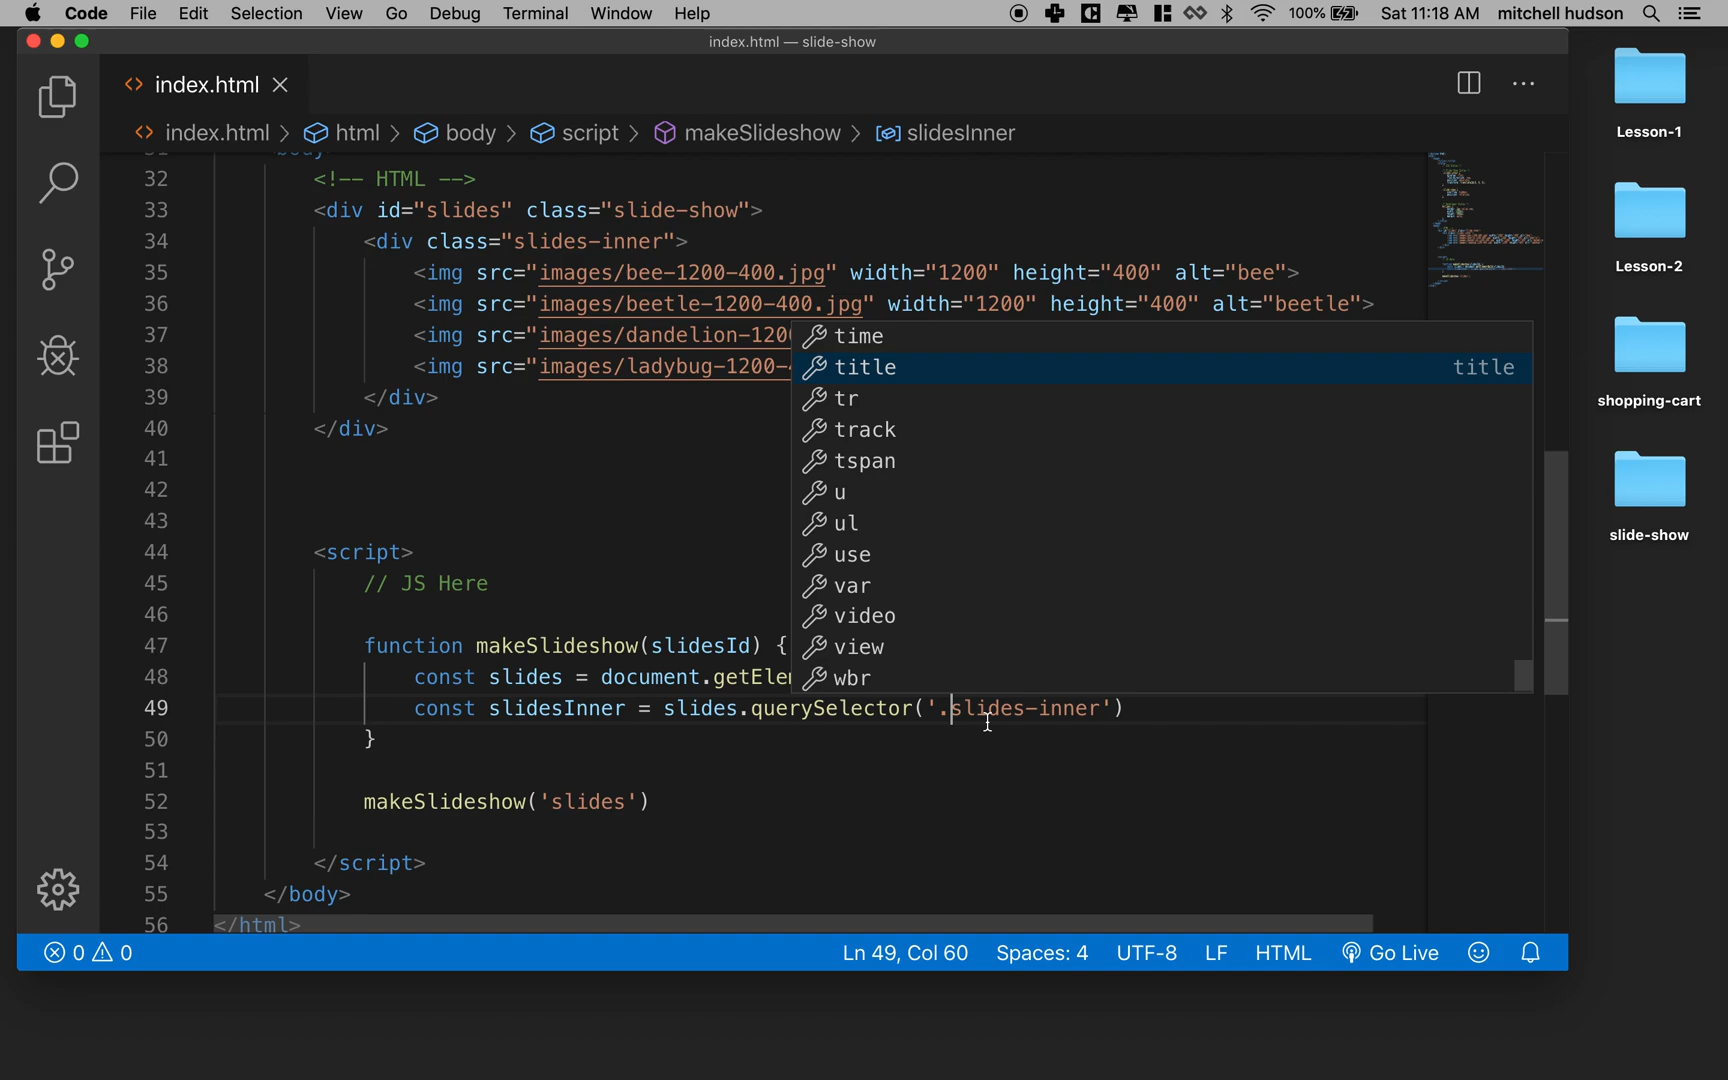 Code File Edit Selection View Go Debug Terminal Window Help 100% Sat 11:18 AM mitchell hudson
index.html — slide-show
index.html
index.html > html > body > script > makeSlideshow > slidesInner
32 <!-- HTML -->
33 <div id="slides" class="slide-show">
34 <div class="slides-inner">
35 <img src="images/bee-1200-400.jpg" width="1200" height="400" alt="bee">
36 <img src="images/beetle-1200-400.jpg" width="1200" height="400" alt="beetle">
37 <img src="images/dandelion-120
38 <img src="images/ladybug-1200-
39 </div>
40 </div>
41
42
43
44 <script>
45 // JS Here
46
47 function makeSlideshow(slidesId) {
48 const slides = document.getEle
49 const slidesInner = slides.querySelector('.slides-inner')
50 }
51
52 makeSlideshow('slides')
53
54 </script>
55 </body>
56 </html>
time
title title
tr
track
tspan
u
ul
use
var
video
view
wbr
0 0 Ln 49, Col 60 Spaces: 4 UTF-8 LF HTML Go Live
Lesson-1
Lesson-2
shopping-cart
slide-show